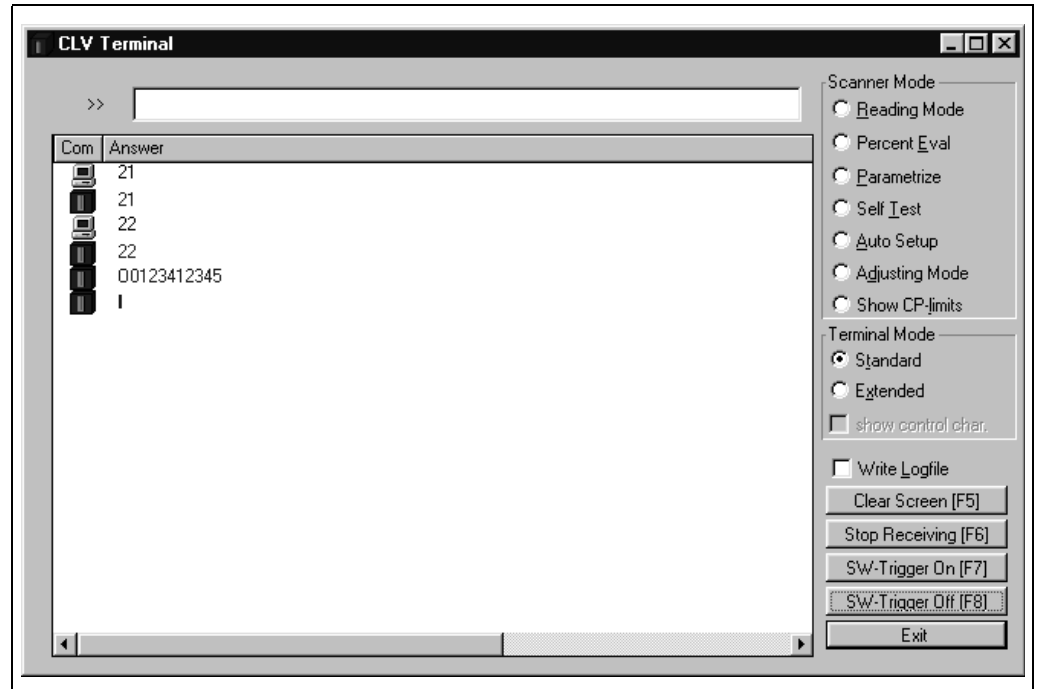 CLV Terminal
>>
Com Answer
21
21
22
22
O0123412345
I
Scanner Mode
Reading Mode
Percent Eval
Parametrize
Self Test
Auto Setup
Adjusting Mode
Show CP-limits
Terminal Mode
Standard
Extended
show control char.
Write Logfile
Clear Screen [F5]
Stop Receiving [F6]
SW-Trigger On [F7]
SW-Trigger Off [F8]
Exit